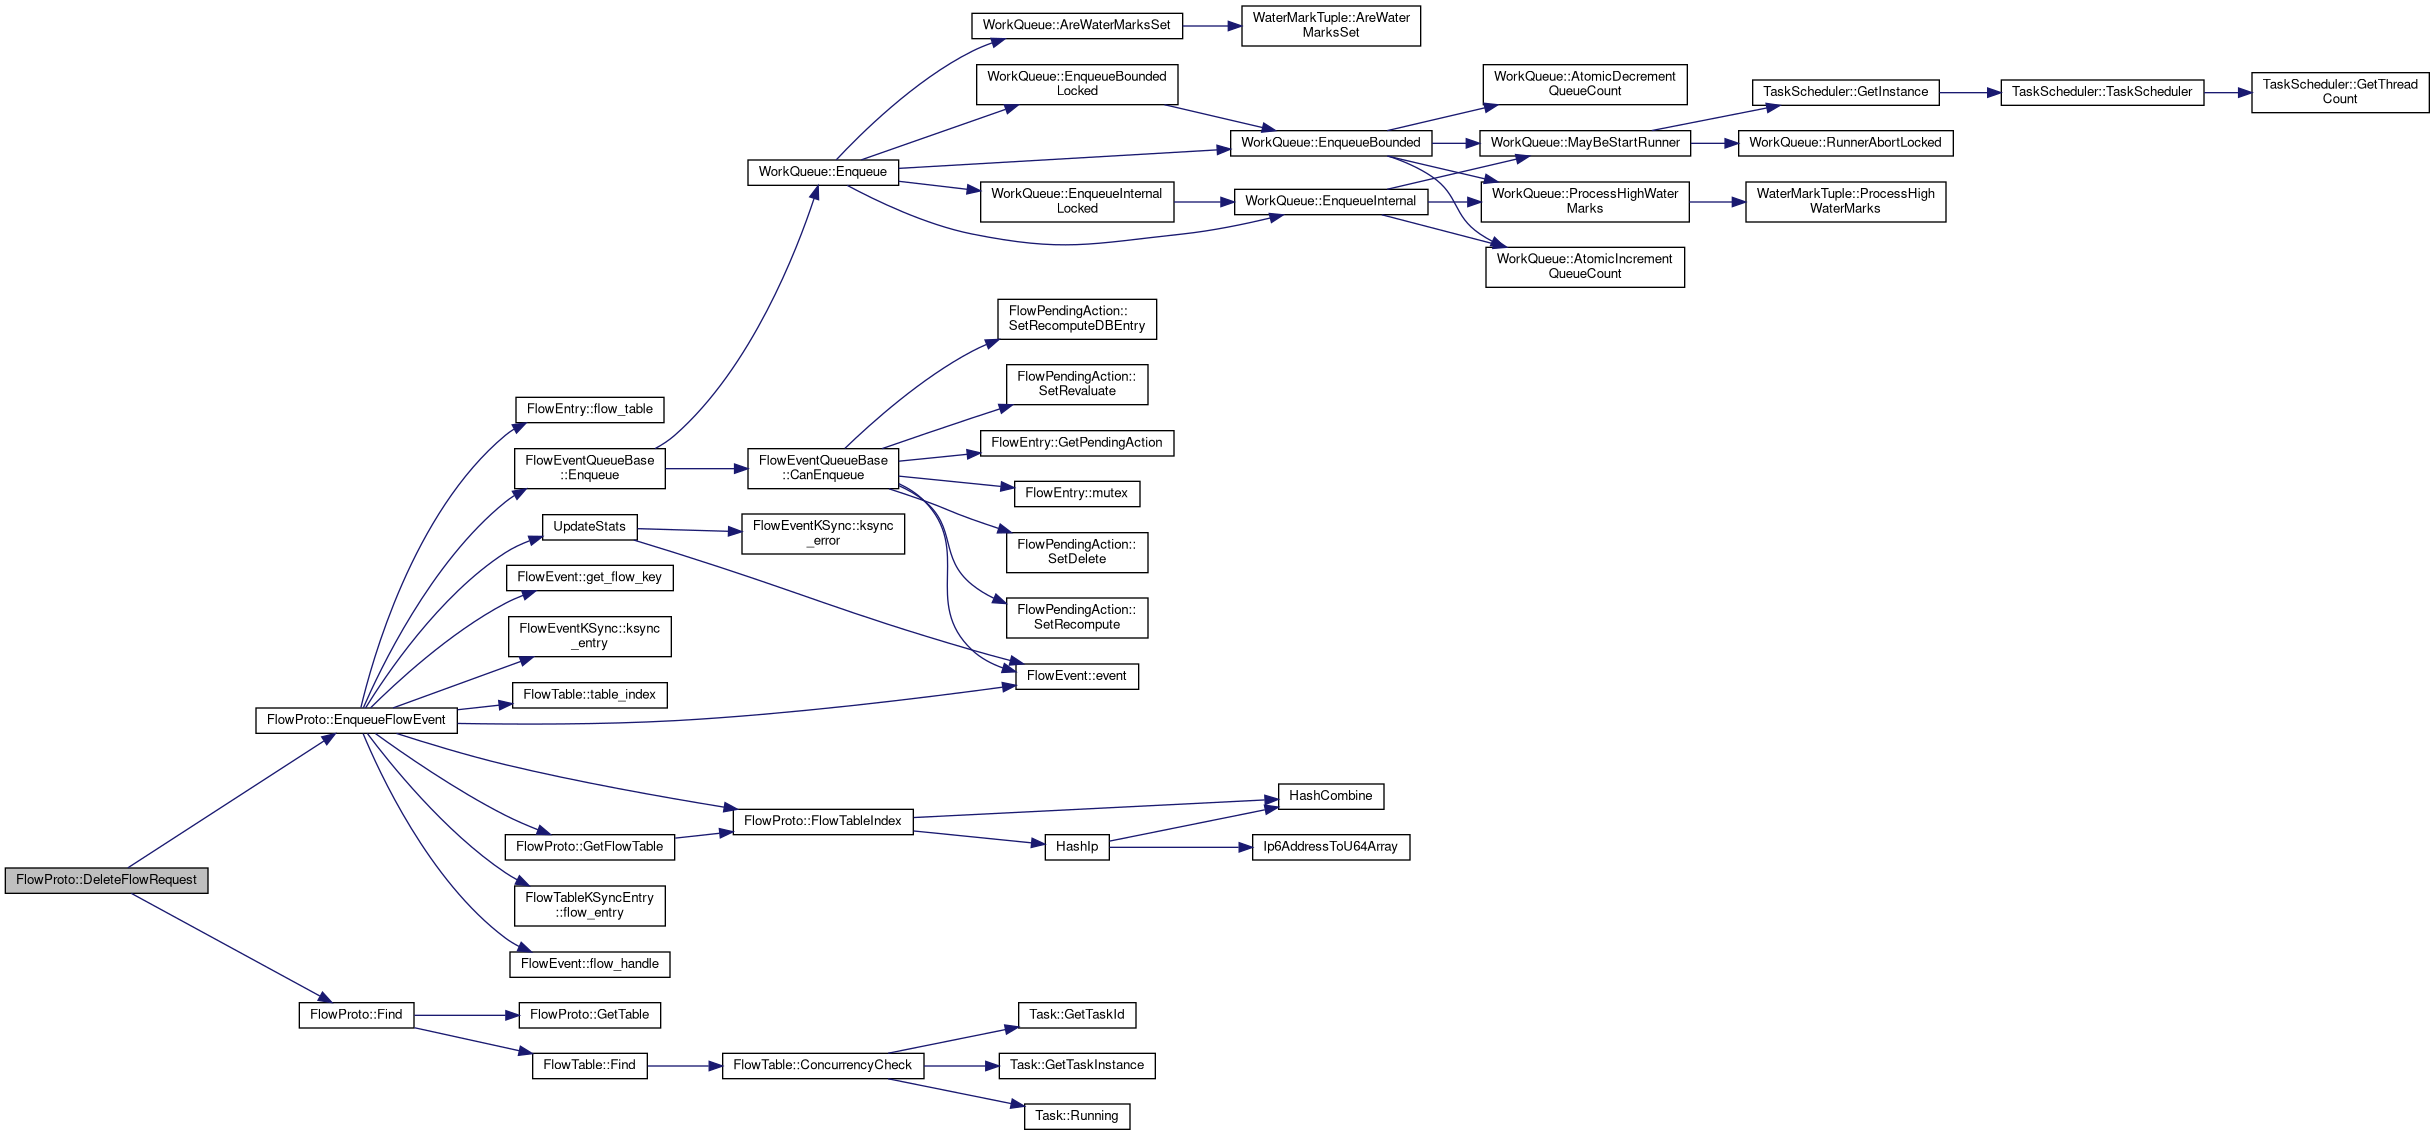 WorkQueue::AreWaterMarksSet
WaterMarkTuple::AreWater
MarksSet
WorkQueue::EnqueueBounded
Locked
WorkQueue::AtomicDecrement
QueueCount
TaskScheduler::GetInstance
TaskScheduler::TaskScheduler
TaskScheduler::GetThread
Count
WorkQueue::Enqueue
WorkQueue::EnqueueBounded
WorkQueue::MayBeStartRunner
WorkQueue::RunnerAbortLocked
WorkQueue::EnqueueInternal
Locked
WorkQueue::EnqueueInternal
WorkQueue::ProcessHighWater
Marks
WaterMarkTuple::ProcessHigh
WaterMarks
WorkQueue::AtomicIncrement
QueueCount
FlowPendingAction::
SetRecomputeDBEntry
FlowPendingAction::
SetRevaluate
FlowEntry::flow_table
FlowEntry::GetPendingAction
FlowEventQueueBase
::Enqueue
FlowEventQueueBase
::CanEnqueue
FlowEntry::mutex
UpdateStats
FlowEventKSync::ksync
_error
FlowPendingAction::
SetDelete
FlowEvent::get_flow_key
FlowPendingAction::
SetRecompute
FlowEventKSync::ksync
_entry
FlowEvent::event
FlowTable::table_index
FlowProto::EnqueueFlowEvent
HashCombine
FlowProto::FlowTableIndex
FlowProto::GetFlowTable
HashIp
Ip6AddressToU64Array
FlowProto::DeleteFlowRequest
FlowTableKSyncEntry
::flow_entry
FlowEvent::flow_handle
FlowProto::Find
FlowProto::GetTable
Task::GetTaskId
FlowTable::Find
FlowTable::ConcurrencyCheck
Task::GetTaskInstance
Task::Running